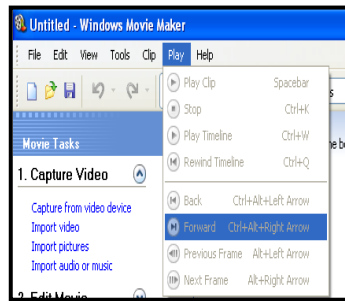 Untitled - Windows Movie Maker
File Edit View Tools Clip Play Help
Play Clip Spacebar
Stop Ctrl+K
Play Timeline Ctrl+W
Rewind Timeline Ctrl+Q
Back Ctrl+Alt+Left Arrow
Forward Ctrl+Alt+Right Arrow
Previous Frame Alt+Left Arrow
Next Frame Alt+Right Arrow
Movie Tasks
1. Capture Video
Capture from video device
Import video
Import pictures
Import audio or music
2. Edit Movie